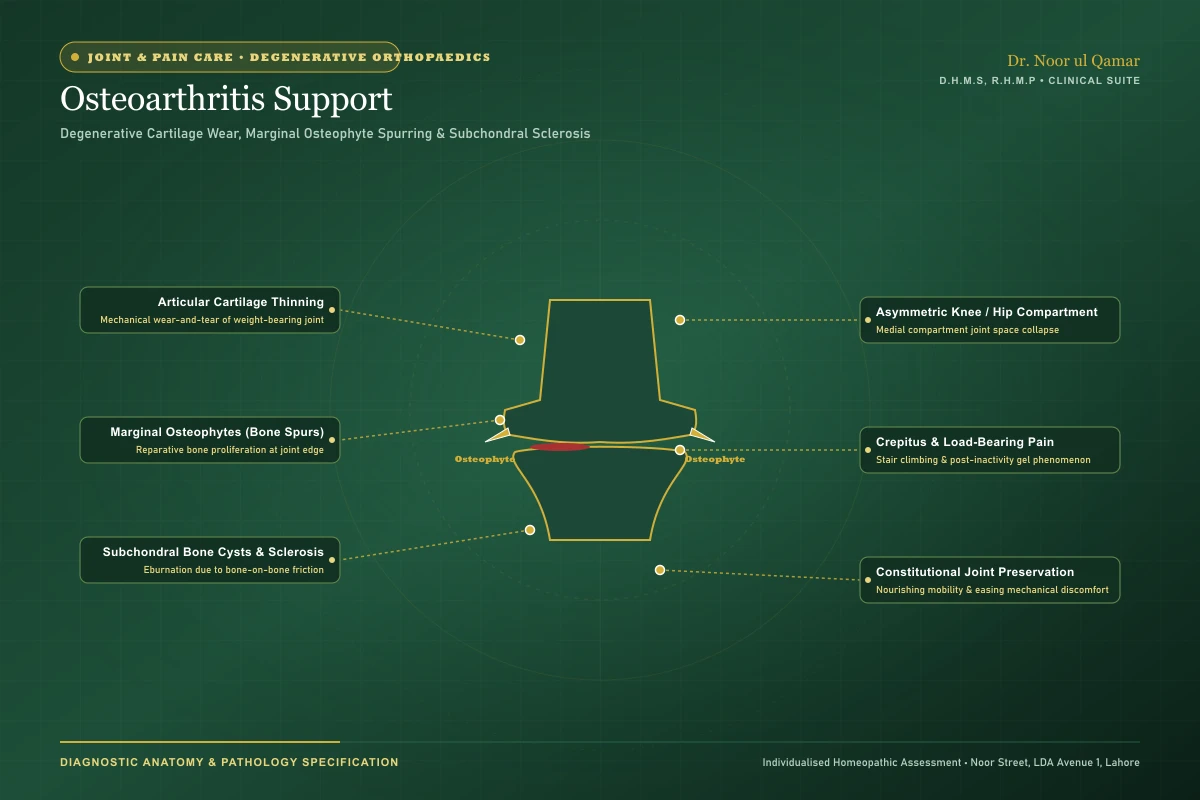 JOINT & PAIN CARE • DEGENERATIVE ORTHOPAEDICS
Osteoarthritis Support
Degenerative Cartilage Wear, Marginal Osteophyte Spurring & Subchondral Sclerosis
Dr. Noor ul Qamar
D.H.M.S, R.H.M.P • CLINICAL SUITE
Articular Cartilage Thinning
Mechanical wear-and-tear of weight-bearing joint
Marginal Osteophytes (Bone Spurs)
Reparative bone proliferation at joint edge
Subchondral Bone Cysts & Sclerosis
Eburnation due to bone-on-bone friction
Osteophyte
Osteophyte
Asymmetric Knee / Hip Compartment
Medial compartment joint space collapse
Crepitus & Load-Bearing Pain
Stair climbing & post-inactivity gel phenomenon
Constitutional Joint Preservation
Nourishing mobility & easing mechanical discomfort
DIAGNOSTIC ANATOMY & PATHOLOGY SPECIFICATION
Individualised Homeopathic Assessment • Noor Street, LDA Avenue 1, Lahore